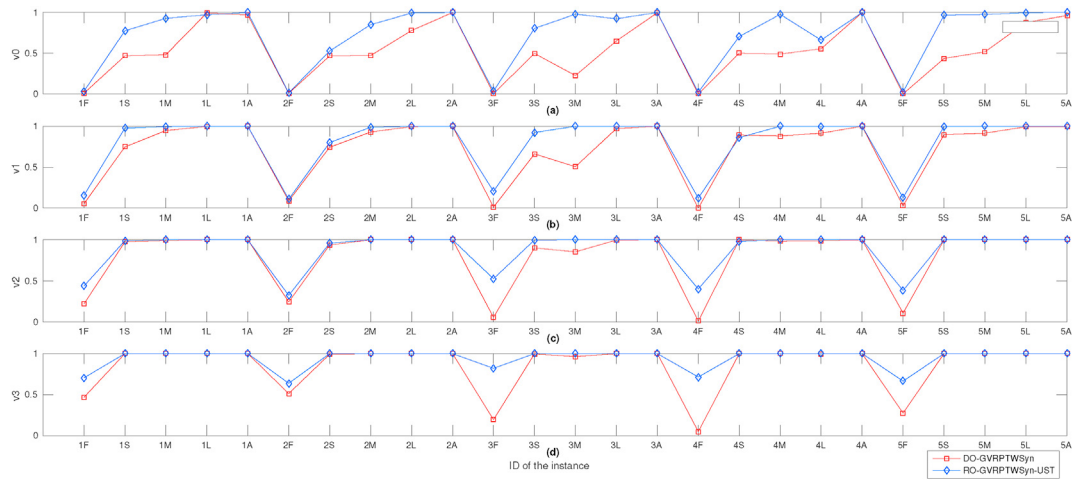 1
v0 0.5
0
1F 1S 1M 1L 1A 2F 2S 2M 2L 2A 3F 3S 3M 3L 3A 4F 4S 4M 4L 4A 5F 5S 5M 5L 5A
(a)
1
v1 0.5
0
1F 1S 1M 1L 1A 2F 2S 2M 2L 2A 3F 3S 3M 3L 3A 4F 4S 4M 4L 4A 5F 5S 5M 5L 5A
(b)
1
v2 0.5
0
1F 1S 1M 1L 1A 2F 2S 2M 2L 2A 3F 3S 3M 3L 3A 4F 4S 4M 4L 4A 5F 5S 5M 5L 5A
(c)
1
v3 0.5
0
1F 1S 1M 1L 1A 2F 2S 2M 2L 2A 3F 3S 3M 3L 3A 4F 4S 4M 4L 4A 5F 5S 5M 5L 5A
(d)
ID of the instance
DO-GVRPTWSyn
RO-GVRPTWSyn-UST